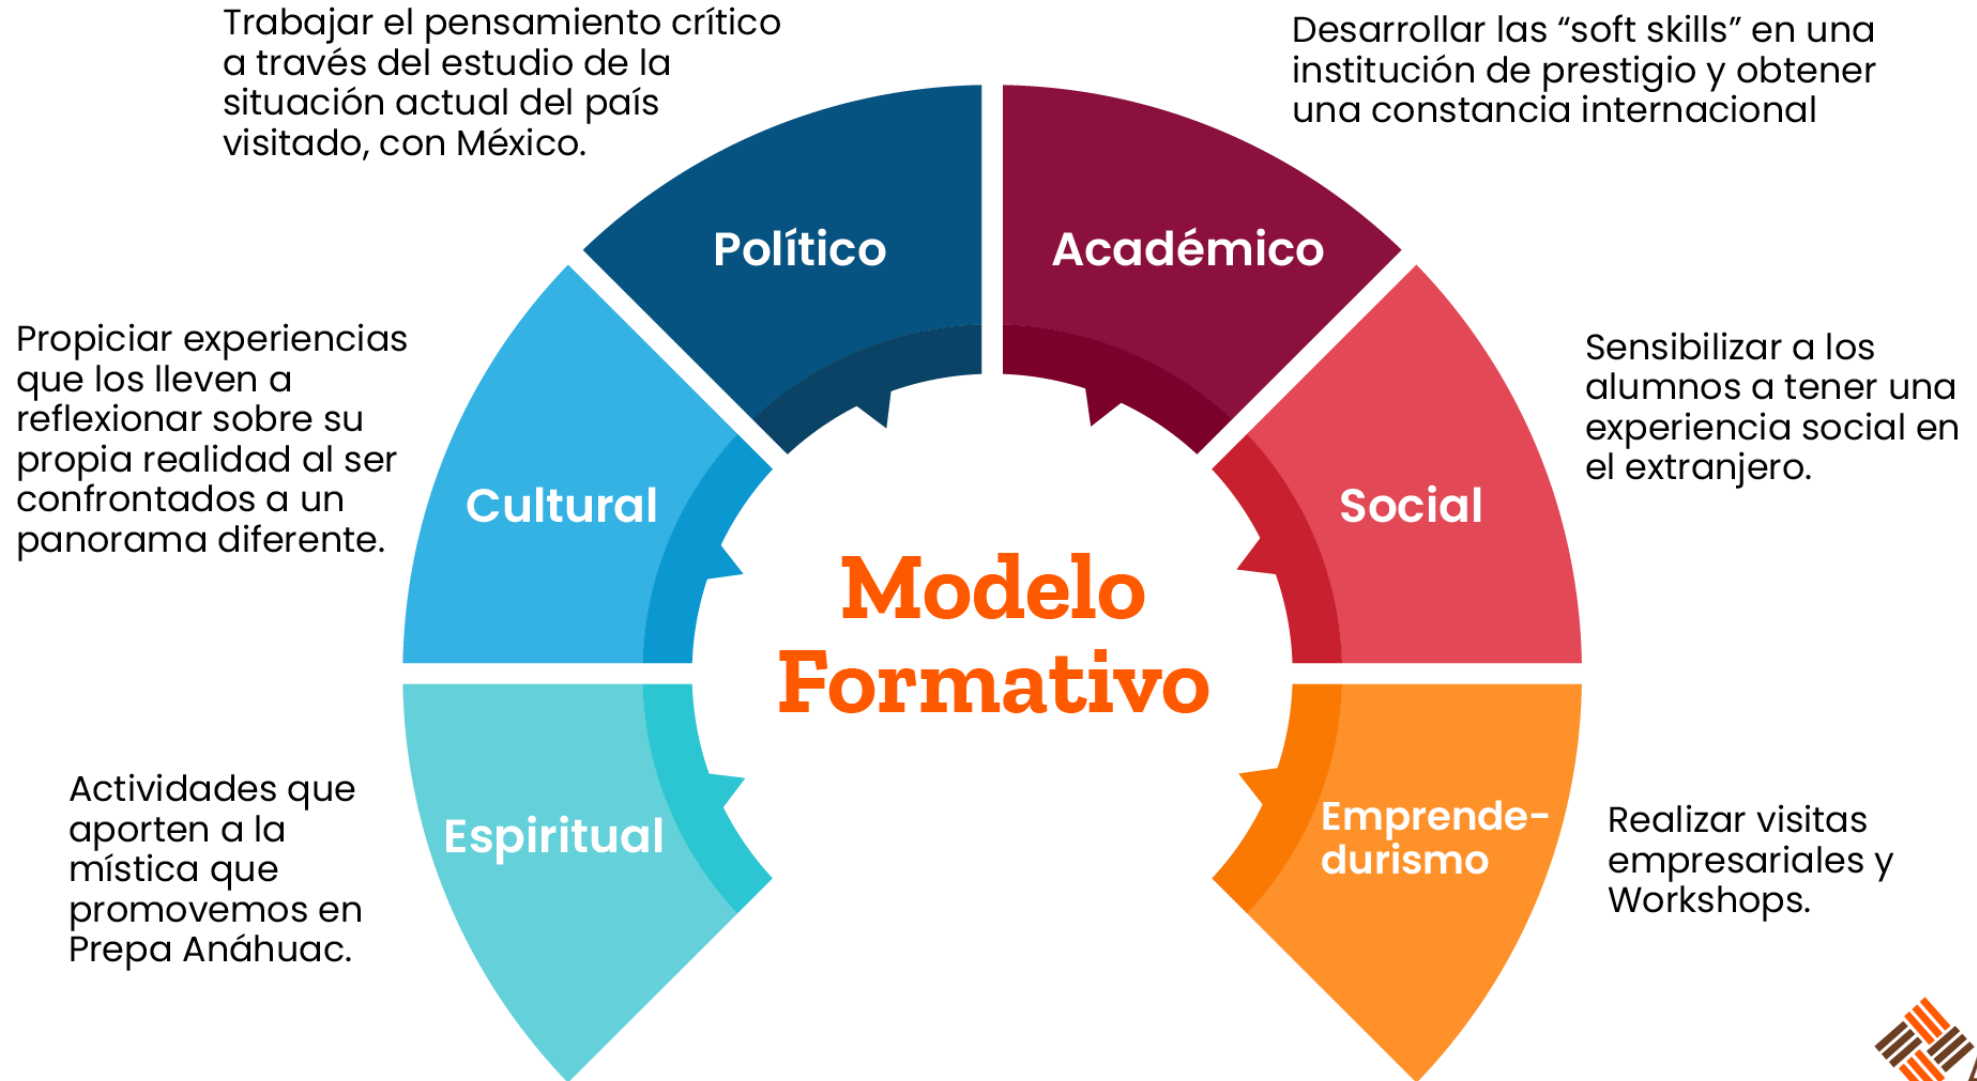 Trabajar el pensamiento crítico
a través del estudio de la
situación actual del país
visitado, con México.
Desarrollar las “soft skills” en una
institución de prestigio y obtener
una constancia internacional
Político
Académico
Propiciar experiencias
que los lleven a
reflexionar sobre su
propia realidad al ser
confrontados a un
panorama diferente.
Cultural
Social
Sensibilizar a los
alumnos a tener una
experiencia social en
el extranjero.
Modelo
Formativo
Actividades que
aporten a la
mística que
promovemos en
Prepa Anáhuac.
Espiritual
Emprende-
durismo
Realizar visitas
empresariales y
Workshops.